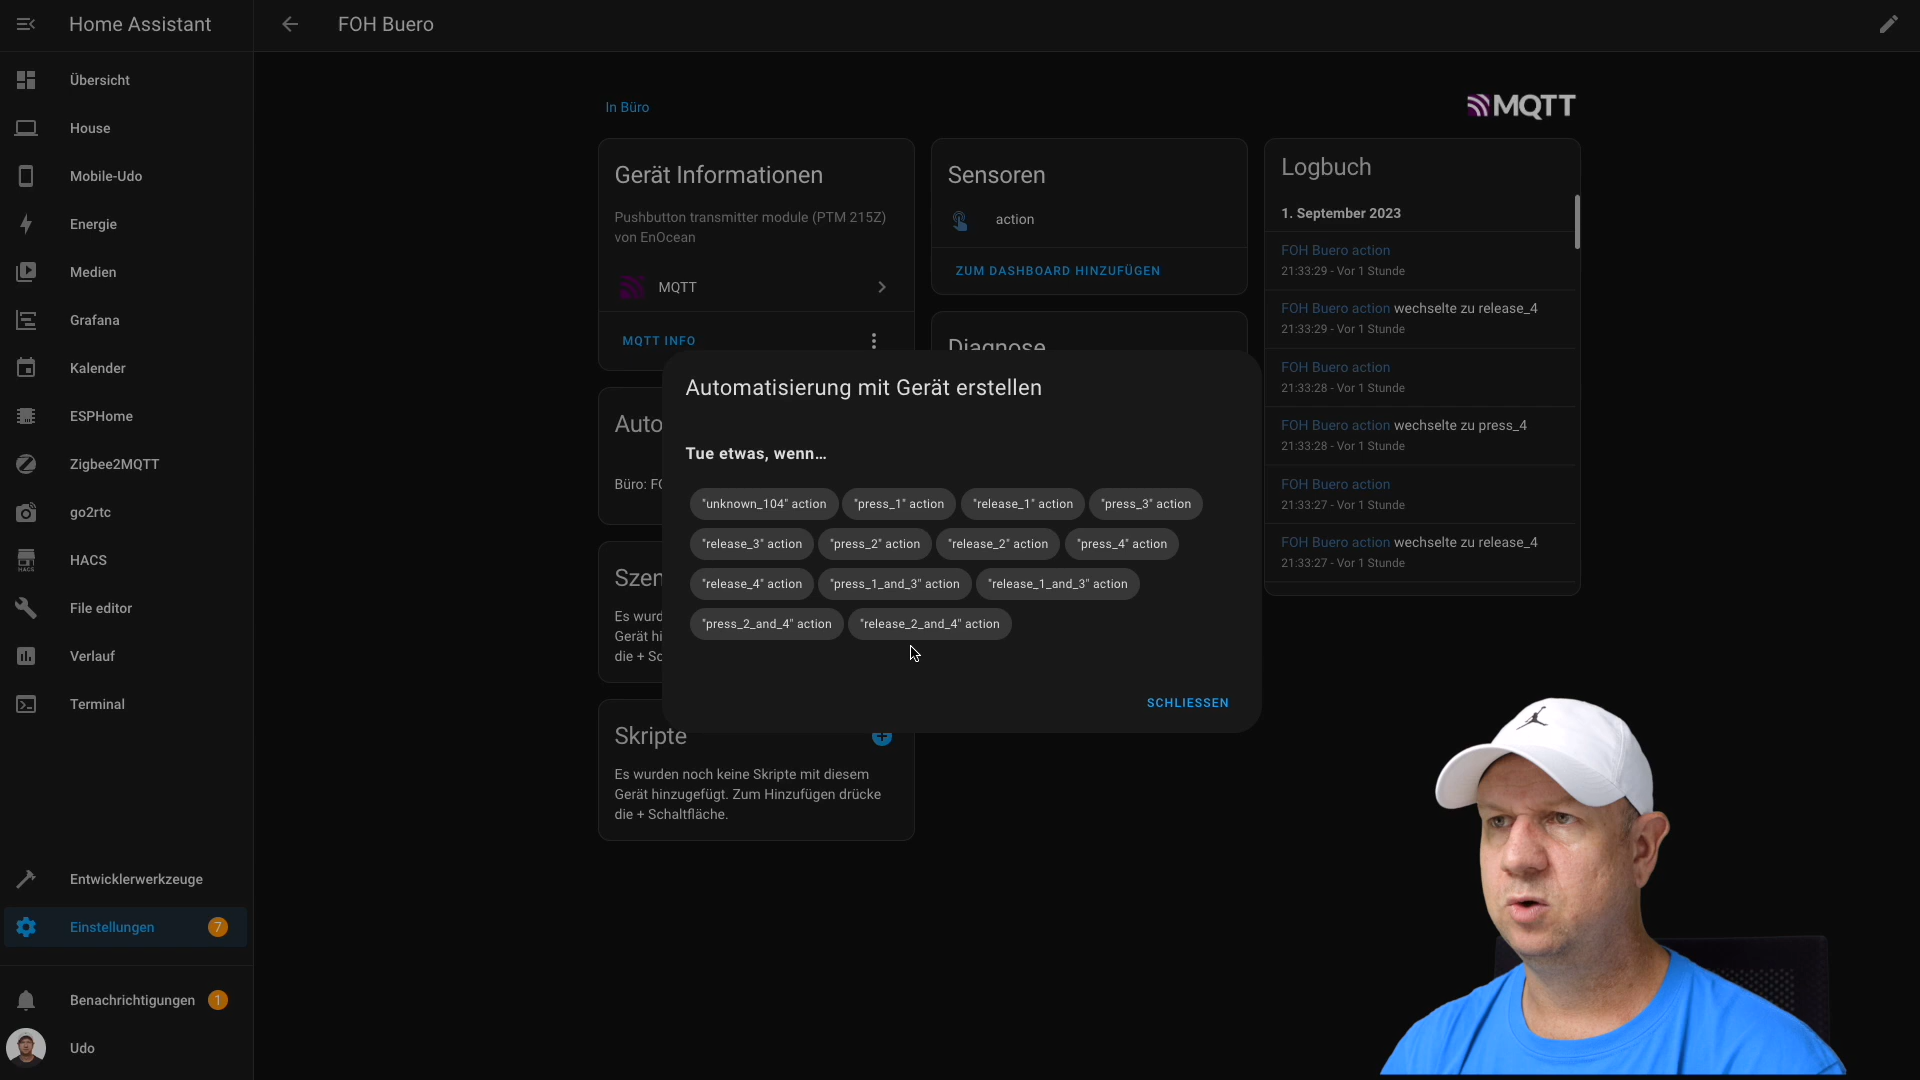 Home Assistant
FOH Buero
Übersicht
House
Mobile-Udo
Energie
Medien
Grafana
Kalender
ESPHome
Zigbee2MQTT
go2rtc
HACS
HACS
File editor
Verlauf
Terminal
Entwicklerwerkzeuge
Einstellungen 7
Benachrichtigungen 1
Udo
In Büro
MQTT
Gerät Informationen
Pushbutton transmitter module (PTM 215Z)
von EnOcean
MQTT
MQTT INFO
Auto
Büro: FO
Szen
Es wurd
Gerät hi
die + Sc
Skripte
Es wurden noch keine Skripte mit diesem
Gerät hinzugefügt. Zum Hinzufügen drücke
die + Schaltfläche.
Sensoren
action
ZUM DASHBOARD HINZUFÜGEN
Diagnose
Automatisierung mit Gerät erstellen
Tue etwas, wenn...
"unknown_104" action "press_1" action "release_1" action "press_3" action
"release_3" action "press_2" action "release_2" action "press_4" action
"release_4" action "press_1_and_3" action "release_1_and_3" action
"press_2_and_4" action "release_2_and_4" action
SCHLIESSEN
Logbuch
1. September 2023
FOH Buero action
21:33:29 - Vor 1 Stunde
FOH Buero action wechselte zu release_4
21:33:29 - Vor 1 Stunde
FOH Buero action
21:33:28 - Vor 1 Stunde
FOH Buero action wechselte zu press_4
21:33:28 - Vor 1 Stunde
FOH Buero action
21:33:27 - Vor 1 Stunde
FOH Buero action wechselte zu release_4
21:33:27 - Vor 1 Stunde